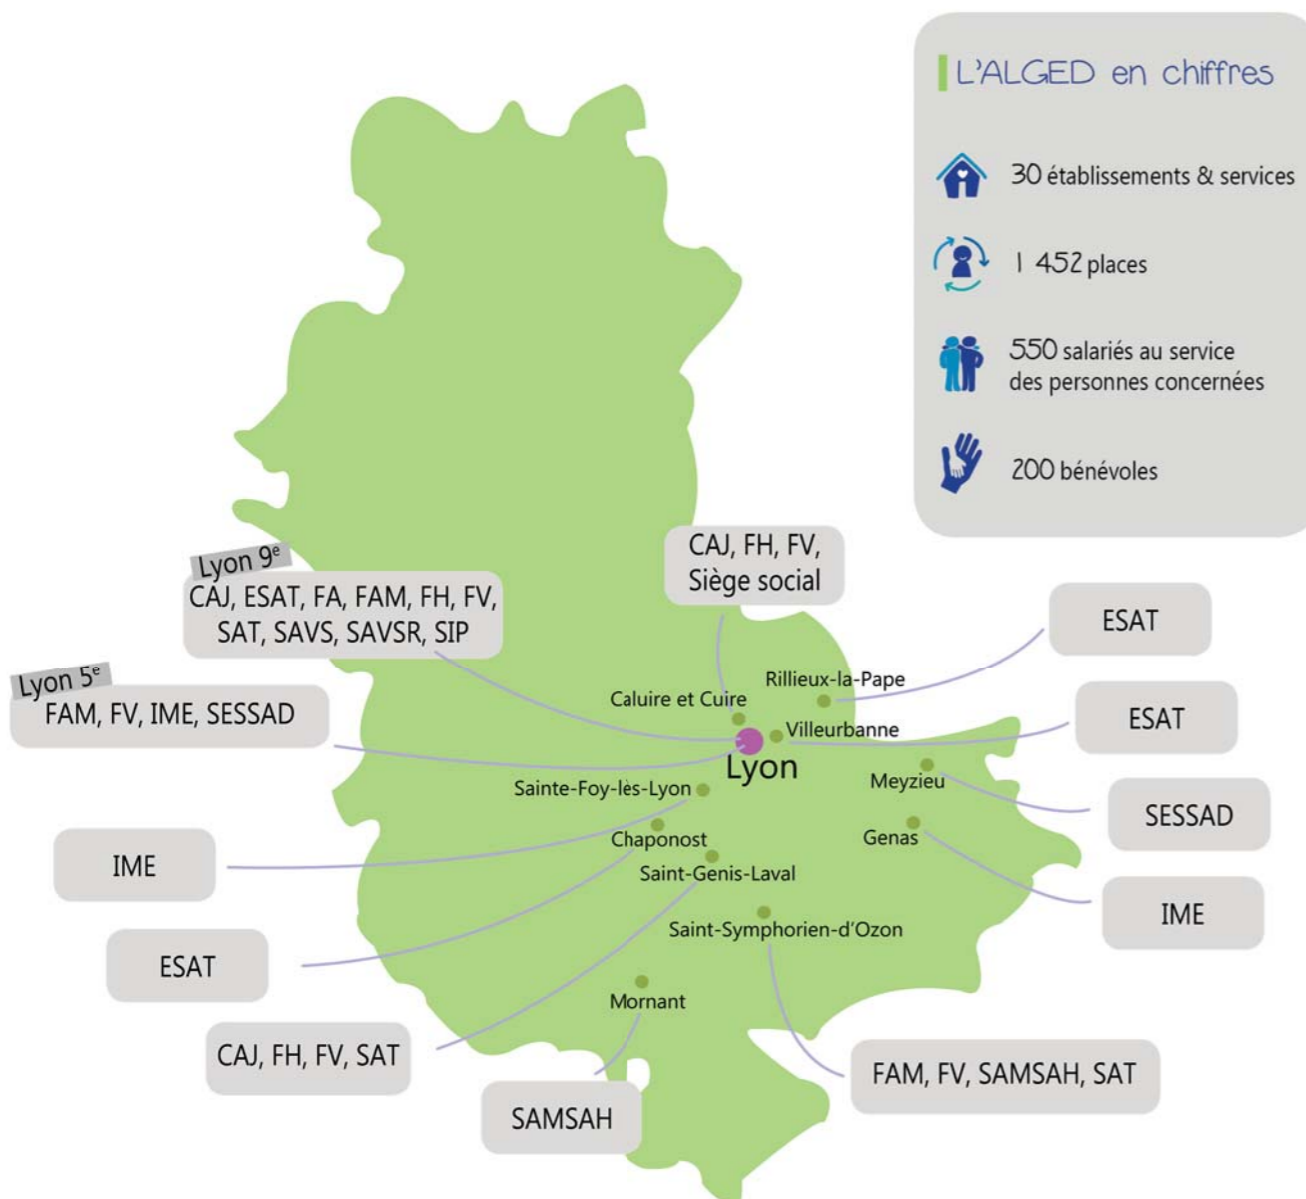 L'ALGED en chiffres
30 établissements & services
1 452 places
550 salariés au service
des personnes concernées
200 bénévoles
Lyon 9e
CAJ, ESAT, FA, FAM, FH, FV,
SAT, SAVS, SAVSR, SIP
CAJ, FH, FV,
Siège social
ESAT
Lyon 5e
FAM, FV, IME, SESSAD
Rillieux-la-Pape
Caluire et Cuire
ESAT
Villeurbanne
Lyon
Meyzieu
Sainte-Foy-lès-Lyon
SESSAD
Chaponost
Genas
IME
Saint-Genis-Laval
IME
Saint-Symphorien-d'Ozon
ESAT
Mornant
CAJ, FH, FV, SAT
FAM, FV, SAMSAH, SAT
SAMSAH